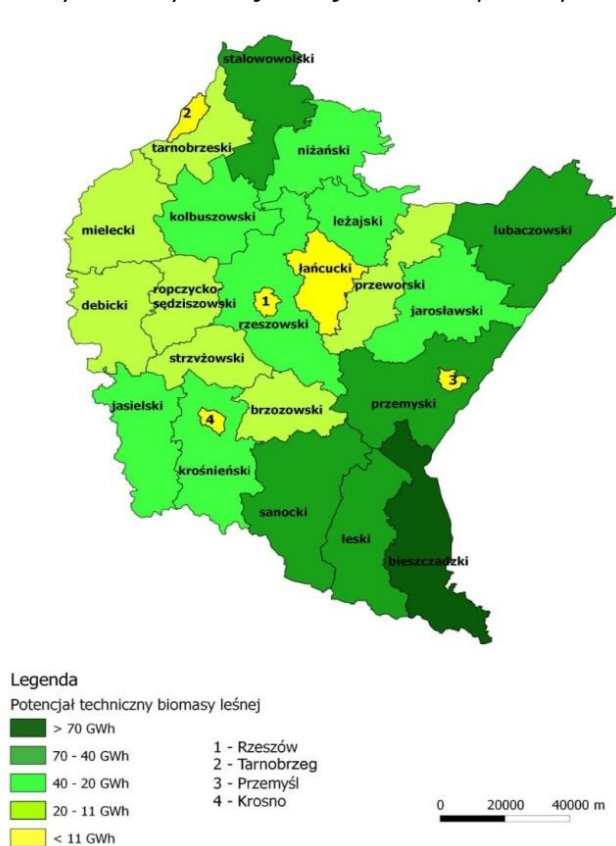 stalowowolski
2
tarnobrzeski
niżański
kolbuszowski
leżajski
mielecki
lubaczowski
łańcucki
ropczycko
sędziszowski
przeworski
debicki
1
rzeszowski
jarosławski
strzyżowski
3
jasielski
brzozowski
przemyski
4
krośnieński
sanocki
leski
bieszczadzki
Legenda
Potencjał techniczny biomasy leśnej
> 70 GWh
70 - 40 GWh
40 - 20 GWh
20 - 11 GWh
< 11 GWh
1 - Rzeszów
2 - Tarnobrzeg
3 - Przemyśl
4 - Krosno
0 20000 40000 m